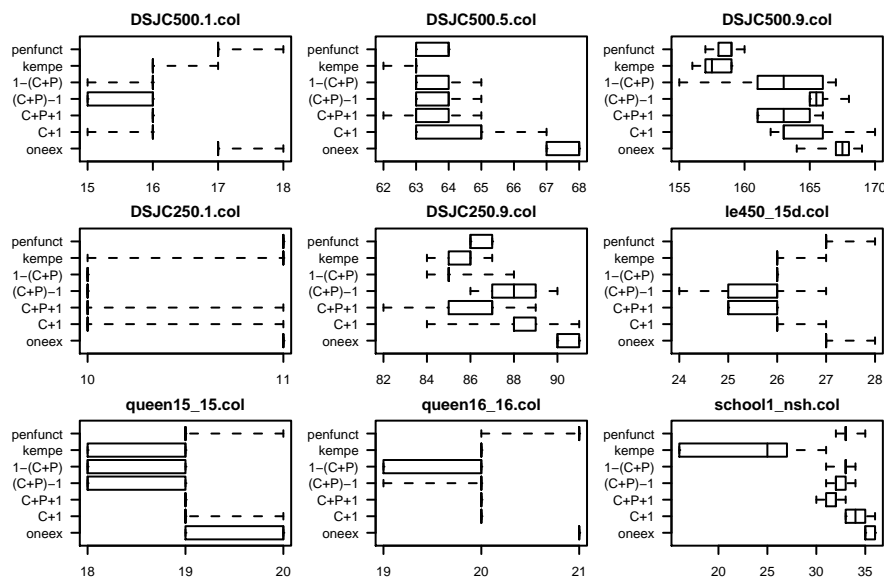 DSJC500.1.col
penfunct
kempe
1−(C+P)
(C+P)−1
C+P+1
C+1
oneex
15 16 17 18
DSJC500.5.col
penfunct
kempe
1−(C+P)
(C+P)−1
C+P+1
C+1
oneex
62 63 64 65 66 67 68
DSJC500.9.col
penfunct
kempe
1−(C+P)
(C+P)−1
C+P+1
C+1
oneex
155 160 165 170
DSJC250.1.col
penfunct
kempe
1−(C+P)
(C+P)−1
C+P+1
C+1
oneex
10 11
DSJC250.9.col
penfunct
kempe
1−(C+P)
(C+P)−1
C+P+1
C+1
oneex
82 84 86 88 90
le450_15d.col
penfunct
kempe
1−(C+P)
(C+P)−1
C+P+1
C+1
oneex
24 25 26 27 28
queen15_15.col
penfunct
kempe
1−(C+P)
(C+P)−1
C+P+1
C+1
oneex
18 19 20
queen16_16.col
penfunct
kempe
1−(C+P)
(C+P)−1
C+P+1
C+1
oneex
19 20 21
school1_nsh.col
penfunct
kempe
1−(C+P)
(C+P)−1
C+P+1
C+1
oneex
20 25 30 35